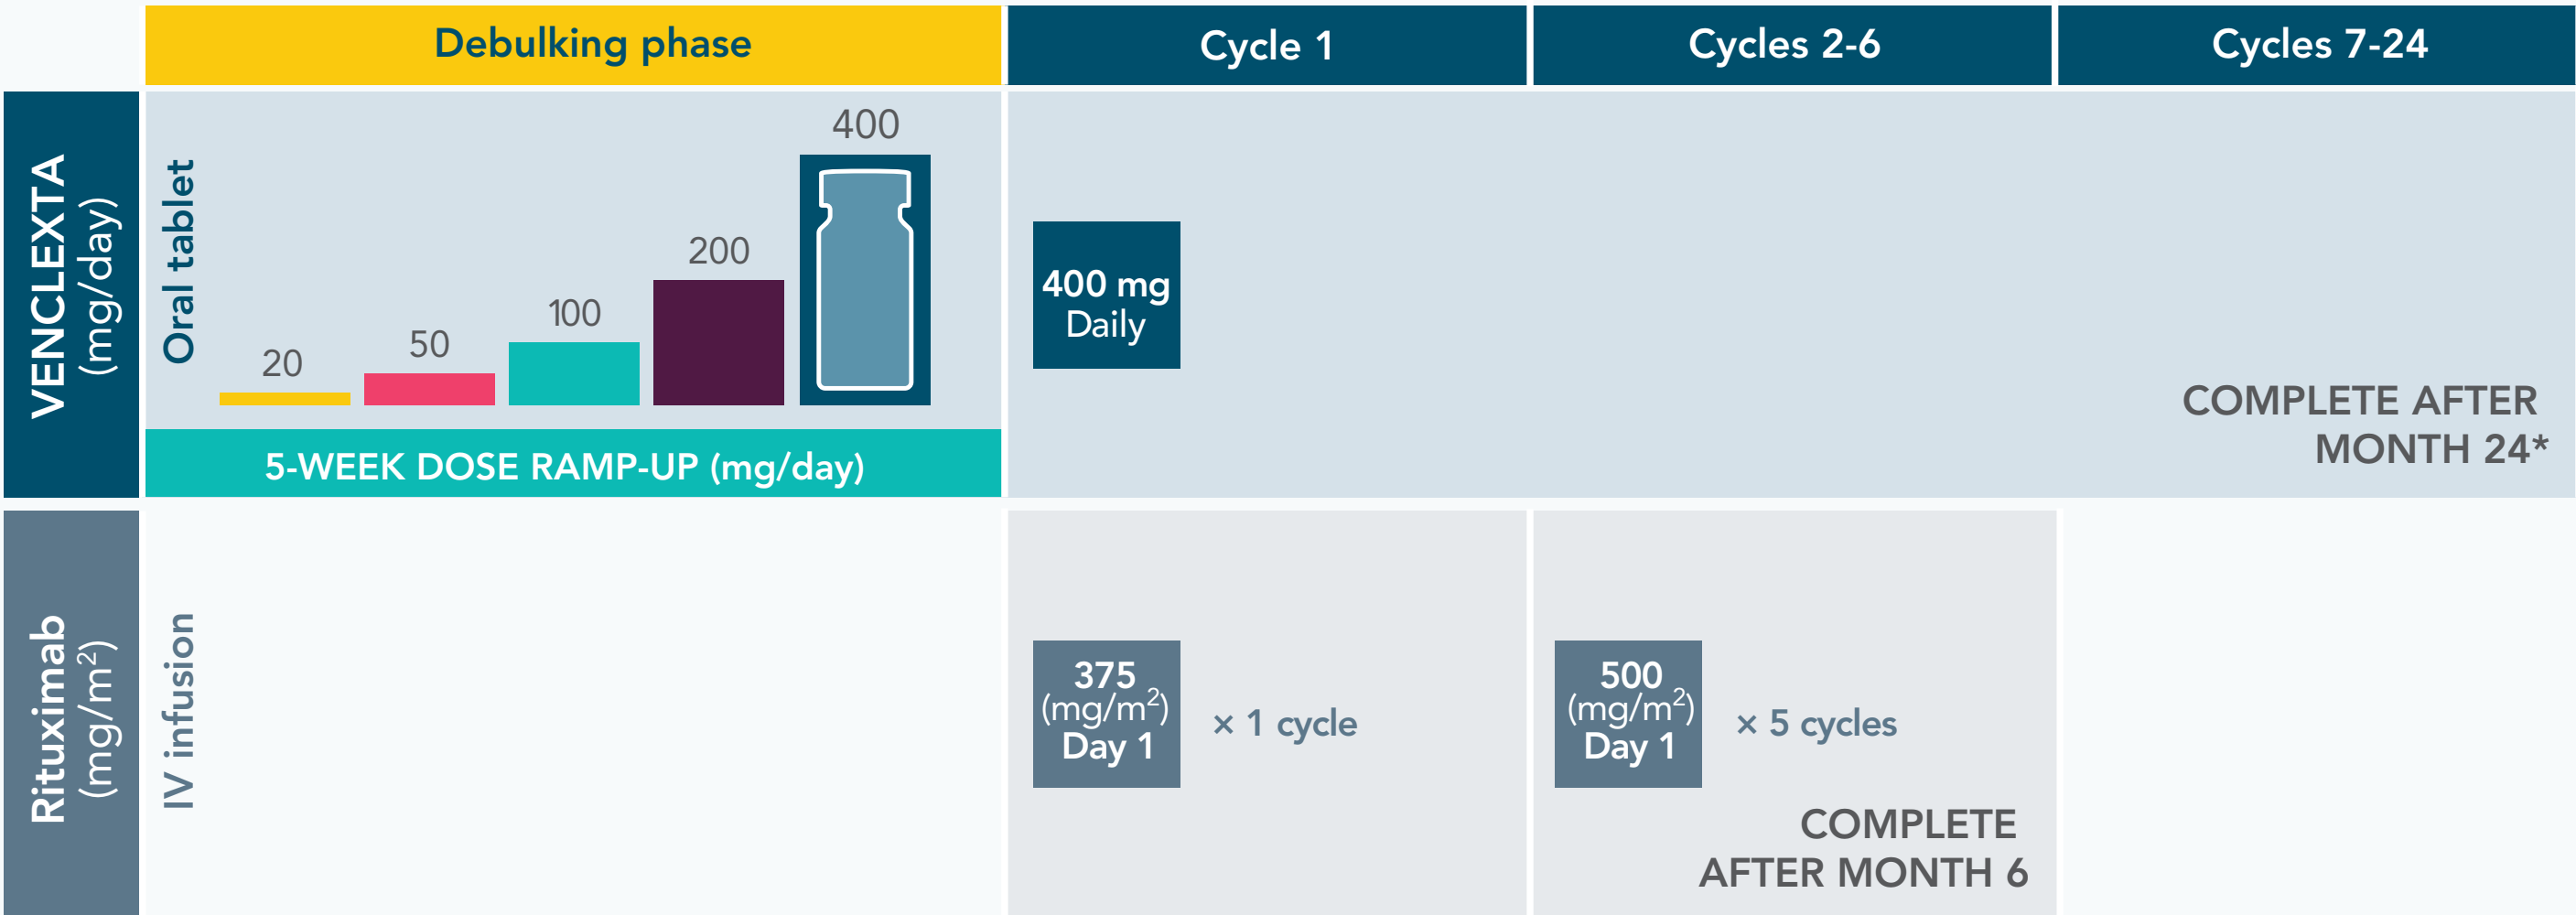 Debulking phase
Cycle 1
Cycles 2-6
Cycles 7-24
VENCLEXTA
(mg/day)
Oral tablet
20
50
100
200
400
5-WEEK DOSE RAMP-UP (mg/day)
400 mg
Daily
COMPLETE AFTER
MONTH 24*
Rituximab
(mg/m²)
IV infusion
375
(mg/m²)
Day 1
× 1 cycle
500
(mg/m²)
Day 1
× 5 cycles
COMPLETE
AFTER MONTH 6